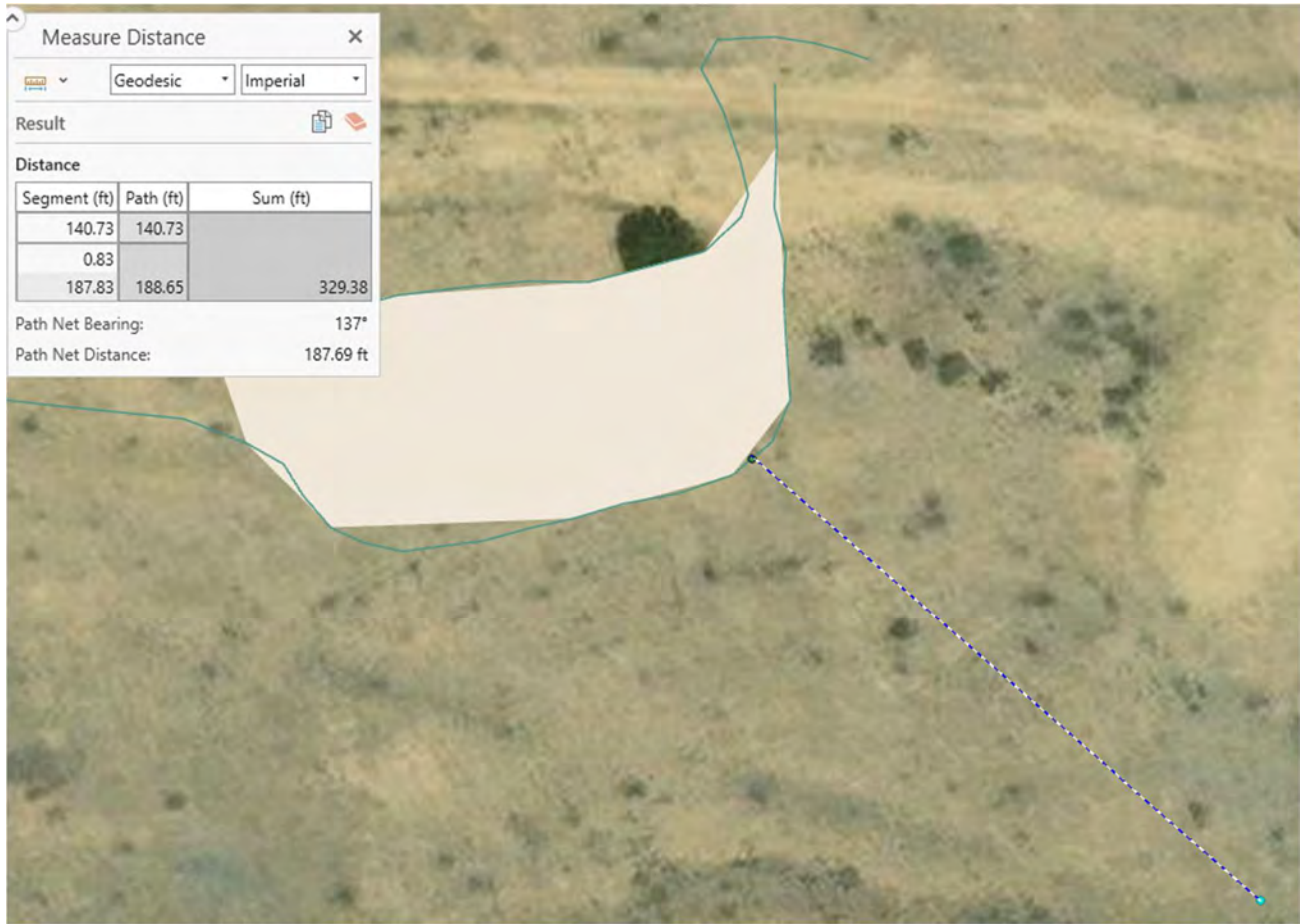 Measure Distance
Geodesic Imperial
Result
Distance
Segment (ft) Path (ft) Sum (ft)
140.73 140.73
0.83
187.83 188.65 329.38
Path Net Bearing: 137°
Path Net Distance: 187.69 ft